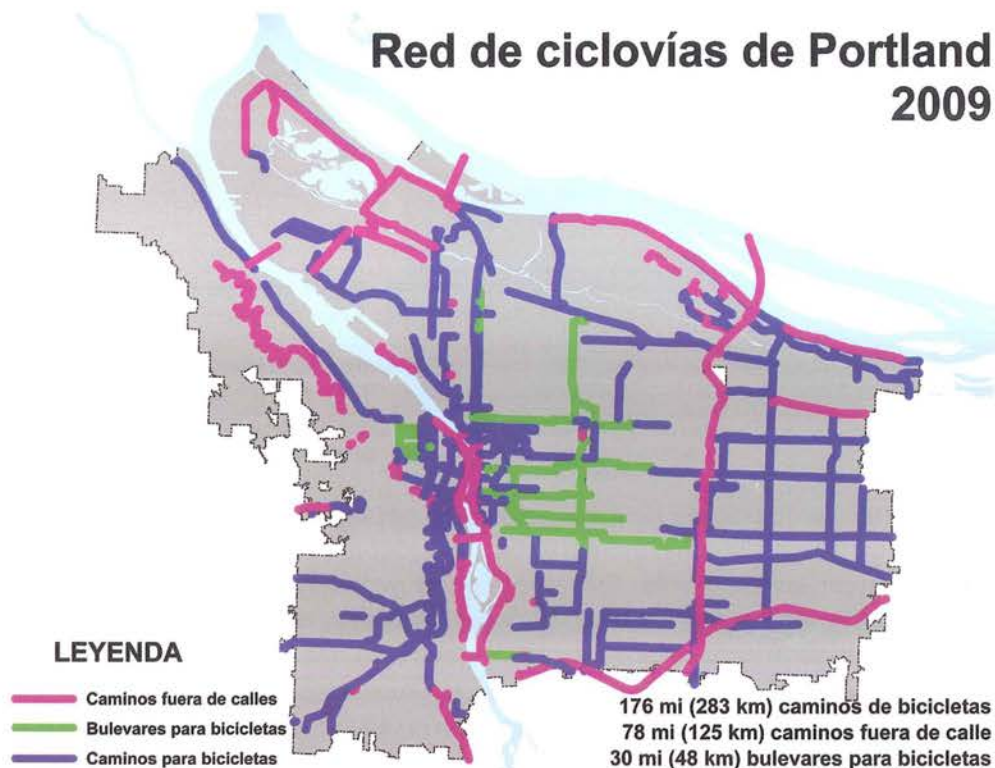 Red de ciclovías de Portland
2009
LEYENDA
Caminos fuera de calles
Bulevares para bicicletas
Caminos para bicicletas
176 mi (283 km) caminos de bicicletas
78 mi (125 km) caminos fuera de calle
30 mi (48 km) bulevares para bicicletas